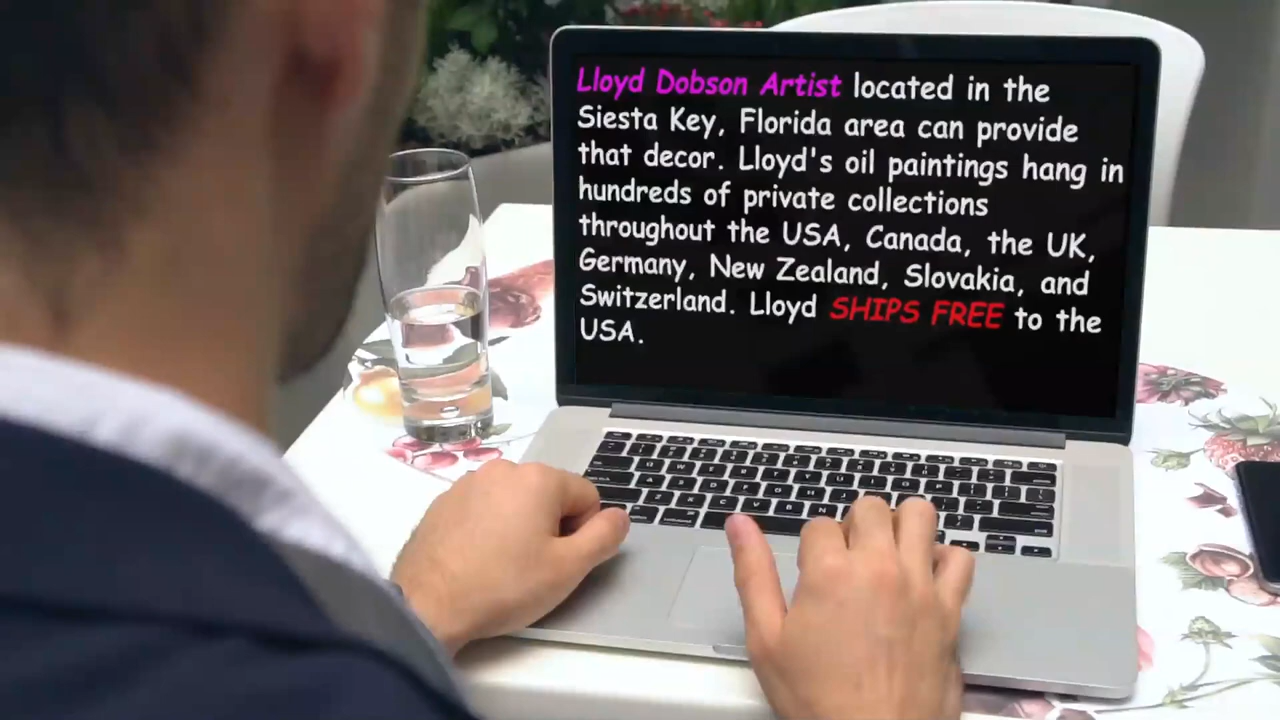 Lloyd Dobson Artist located in the
Siesta Key, Florida area can provide
that decor. Lloyd's oil paintings hang in
hundreds of private collections
throughout the USA, Canada, the UK,
Germany, New Zealand, Slovakia, and
Switzerland. Lloyd SHIPS FREE to the
USA.